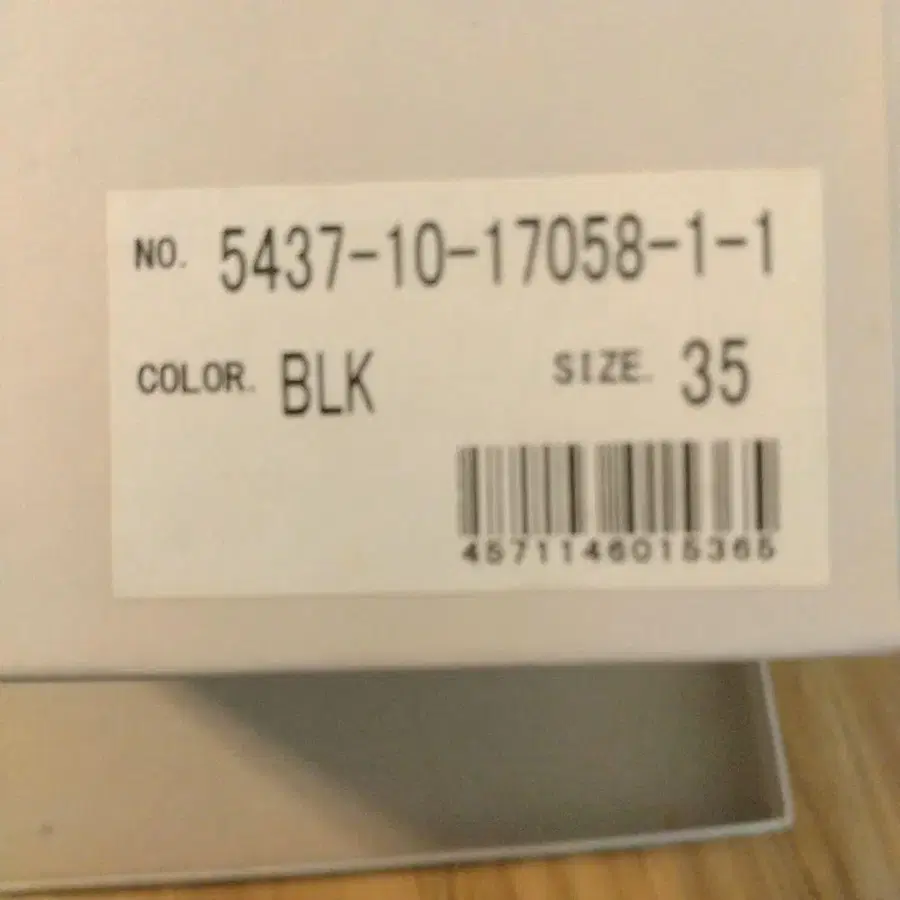 NO. 5437-10-17058-1-1
COLOR. BLK SIZE. 35
4571146015365